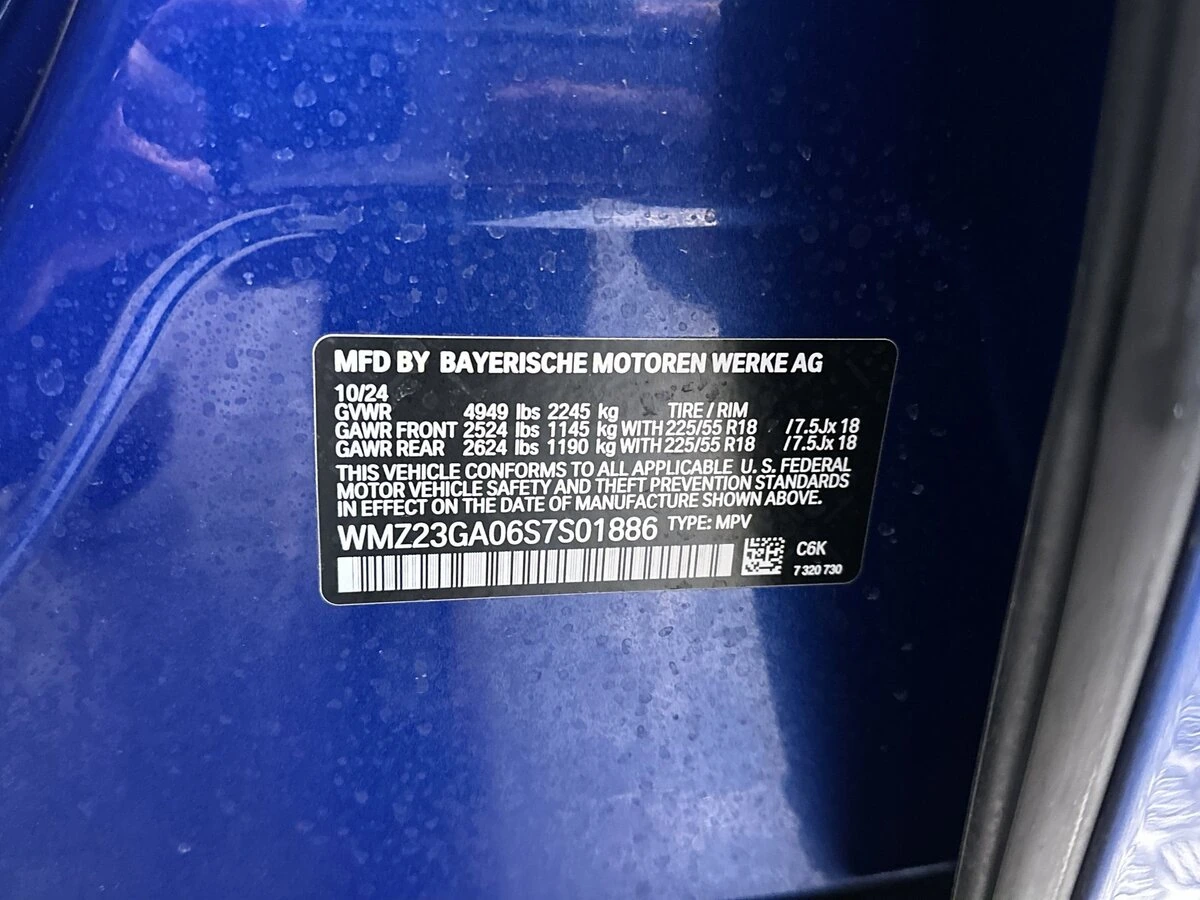 MFD BY BAYERISCHE MOTOREN WERKE AG
10/24
GVWR 4949 lbs 2245 kg TIRE / RIM
GAWR FRONT 2524 lbs 1145 kg WITH 225/55 R18 /7.5Jx 18
GAWR REAR 2624 lbs 1190 kg WITH 225/55 R18 /7.5Jx 18
THIS VEHICLE CONFORMS TO ALL APPLICABLE U. S. FEDERAL
MOTOR VEHICLE SAFETY AND THEFT PREVENTION STANDARDS
IN EFFECT ON THE DATE OF MANUFACTURE SHOWN ABOVE.
WMZ23GA06S7S01886 TYPE: MPV
C6K
7 320 730